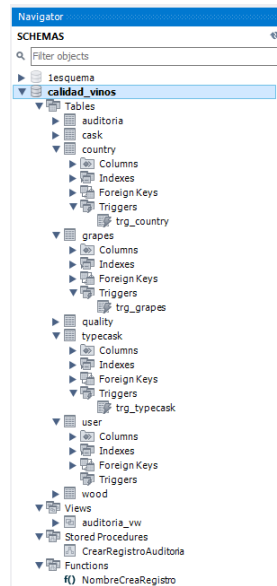 Navigator
SCHEMAS
Filter objects
1esquema
calidad_vinos
Tables
auditoria
cask
country
Columns
Indexes
Foreign Keys
Triggers
trg_country
grapes
Columns
Indexes
Foreign Keys
Triggers
trg_grapes
quality
typecask
Columns
Indexes
Foreign Keys
Triggers
trg_typecask
user
Columns
Indexes
Foreign Keys
Triggers
wood
Views
auditoria_vw
Stored Procedures
CrearRegistroAuditoria
Functions
f() NombreCreaRegistro